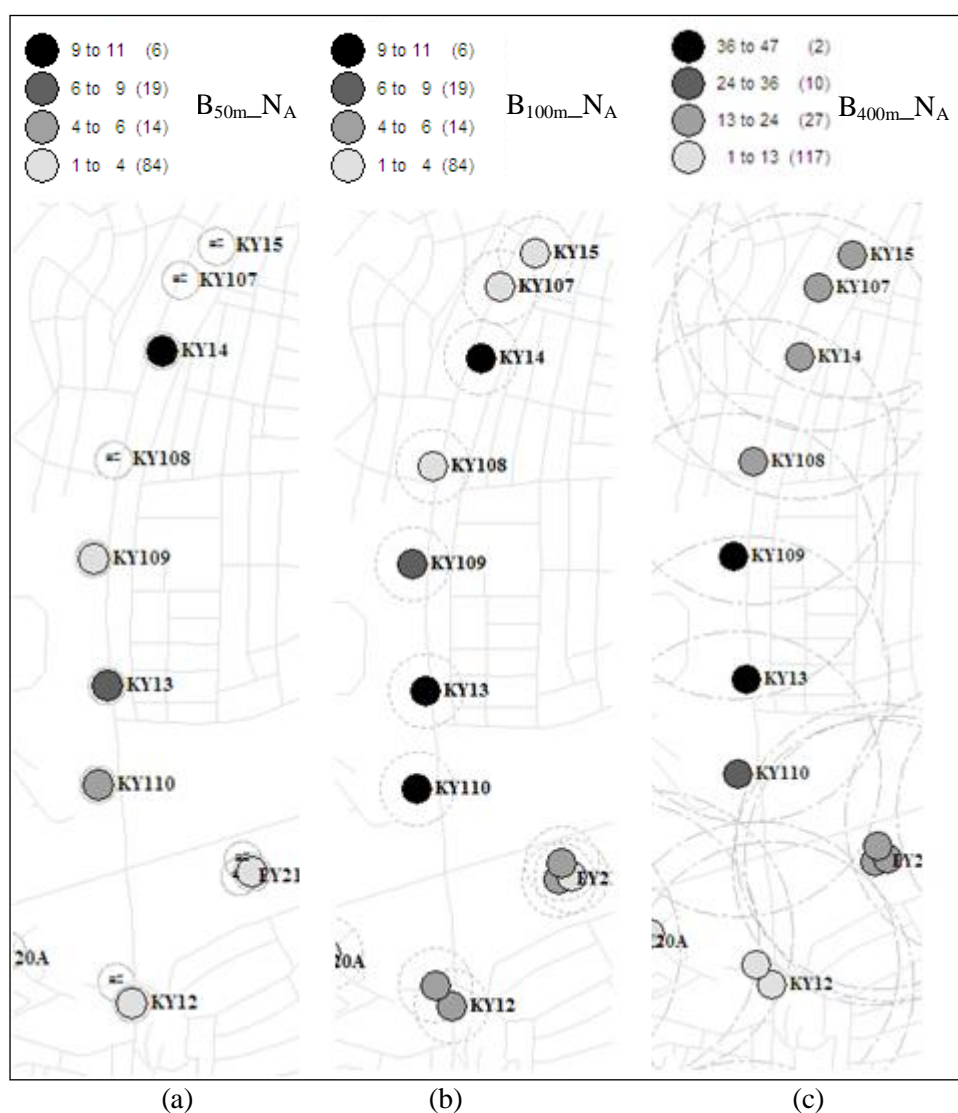 9 to 11 (6)
6 to 9 (19)
4 to 6 (14)
1 to 4 (84)
B50m_NA
9 to 11 (6)
6 to 9 (19)
4 to 6 (14)
1 to 4 (84)
B100m_NA
36 to 47 (2)
24 to 36 (10)
13 to 24 (27)
1 to 13 (117)
B400m_NA
KY15
KY107
KY14
KY108
KY109
KY13
KY110
20A
KY12
KY15
KY107
KY14
KY108
KY109
KY13
KY110
KY12
KY15
KY107
KY14
KY108
KY109
KY13
KY110
20A
KY12
(a)
(b)
(c)